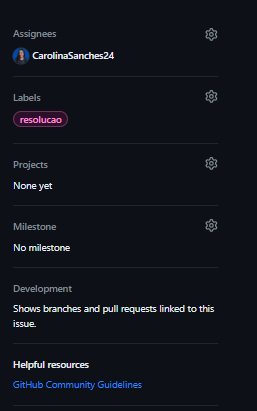 Assignees
CarolinaSanches24
Labels
resolucao
Projects
None yet
Milestone
No milestone
Development
Shows branches and pull requests linked to this
issue.
Helpful resources
GitHub Community Guidelines